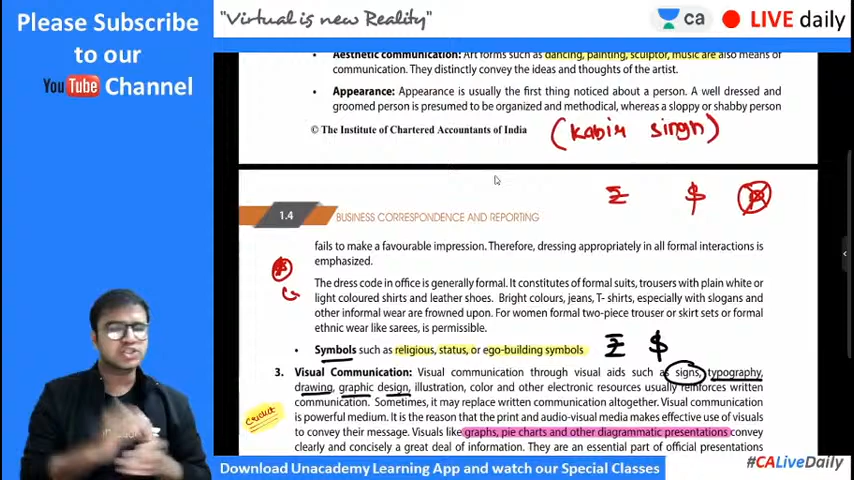 Please Subscribe
to our
YouTube Channel
"Virtual is new Reality"
ca
LIVE daily
Aesthetic communication: Art forms such as dancing, painting, sculptor, music are also means of
communication. They distinctly convey the ideas and thoughts of the artist.
• Appearance: Appearance is usually the first thing noticed about a person. A well dressed and
groomed person is presumed to be organized and methodical, whereas a sloppy or shabby person
© The Institute of Chartered Accountants of India
(Kabir singh)
$
1.4
BUSINESS CORRESPONDENCE AND REPORTING
fails to make a favourable impression. Therefore, dressing appropriately in all formal interactions is
emphasized.
The dress code in office is generally formal. It constitutes of formal suits, trousers with plain white or
light coloured shirts and leather shoes. Bright colours, jeans, T- shirts, especially with slogans and
other informal wear are frowned upon. For women formal two-piece trouser or skirt sets or formal
ethnic wear like sarees, is permissible.
• Symbols such as religious, status, or ego-building symbols
$
3. Visual Communication: Visual communication through visual aids such as signs, typography,
drawing, graphic design, illustration, color and other electronic resources usually reinforces written
communication. Sometimes, it may replace written communication altogether. Visual communication
is powerful medium. It is the reason that the print and audio-visual media makes effective use of visuals
to convey their message. Visuals like graphs, pie charts and other diagrammatic presentations convey
clearly and concisely a great deal of information. They are an essential part of official presentations
Cricket
Download Unacademy Learning App and watch our Special Classes
#CALiveDaily